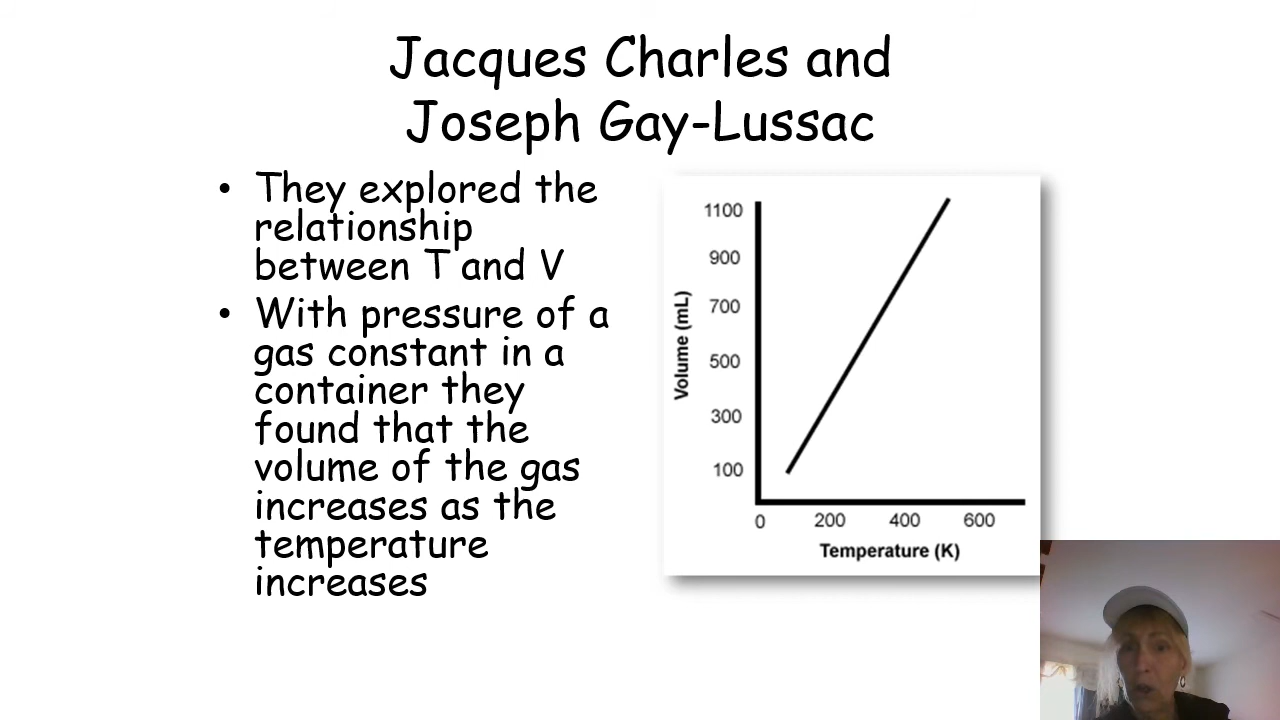 Jacques Charles and
Joseph Gay-Lussac
• They explored the
relationship
between T and V
• With pressure of a
gas constant in a
container they
found that the
volume of the gas
increases as the
temperature
increases
1100
900
700
500
300
100
Volume (mL)
0 200 400 600
Temperature (K)